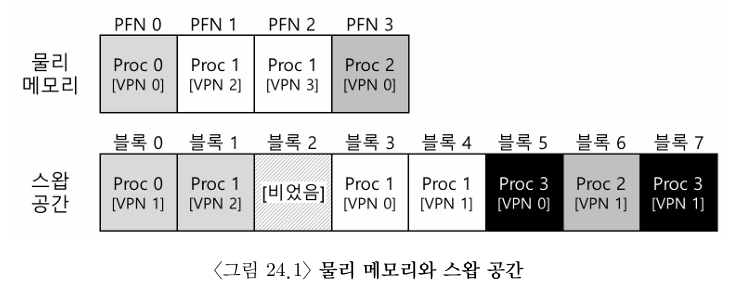 PFN 0 PFN 1 PFN 2 PFN 3
물리
메모리
Proc 0 Proc 1 Proc 1 Proc 2
[VPN 0] [VPN 2] [VPN 3] [VPN 0]
블록 0 블록 1 블록 2 블록 3 블록 4 블록 5 블록 6 블록 7
스왑
공간
Proc 0 Proc 1 [비었음] Proc 1 Proc 1 Proc 3 Proc 2 Proc 3
[VPN 1] [VPN 2] [VPN 0] [VPN 1] [VPN 0] [VPN 1] [VPN 1]
〈그림 24.1〉 물리 메모리와 스왑 공간